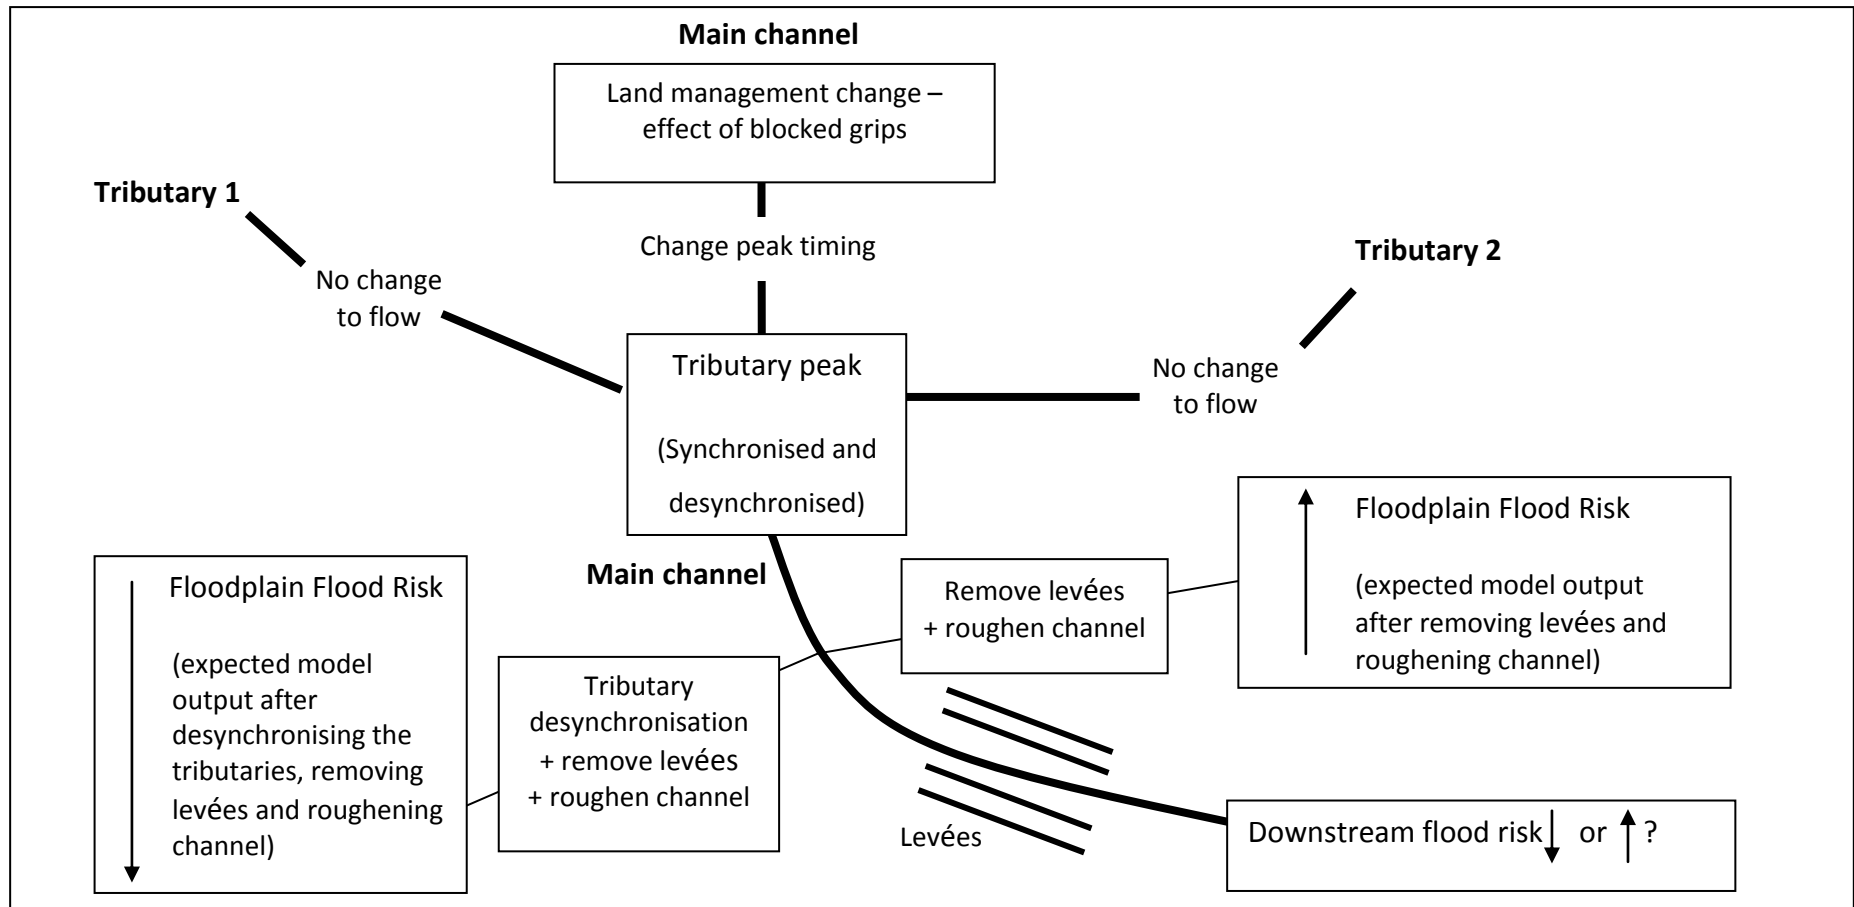 Main channel
Land management change –
effect of blocked grips
Tributary 1
Change peak timing
Tributary 2
No change
to flow
Tributary peak
(Synchronised and
desynchronised)
No change
to flow
Main channel
Floodplain Flood Risk
(expected model output
after removing levées and
roughening channel)
Remove levées
+ roughen channel
Floodplain Flood Risk
(expected model
output after
desynchronising the
tributaries, removing
levées and roughening
channel)
Tributary
desynchronisation
+ remove levées
+ roughen channel
Levées
Downstream flood risk or ?